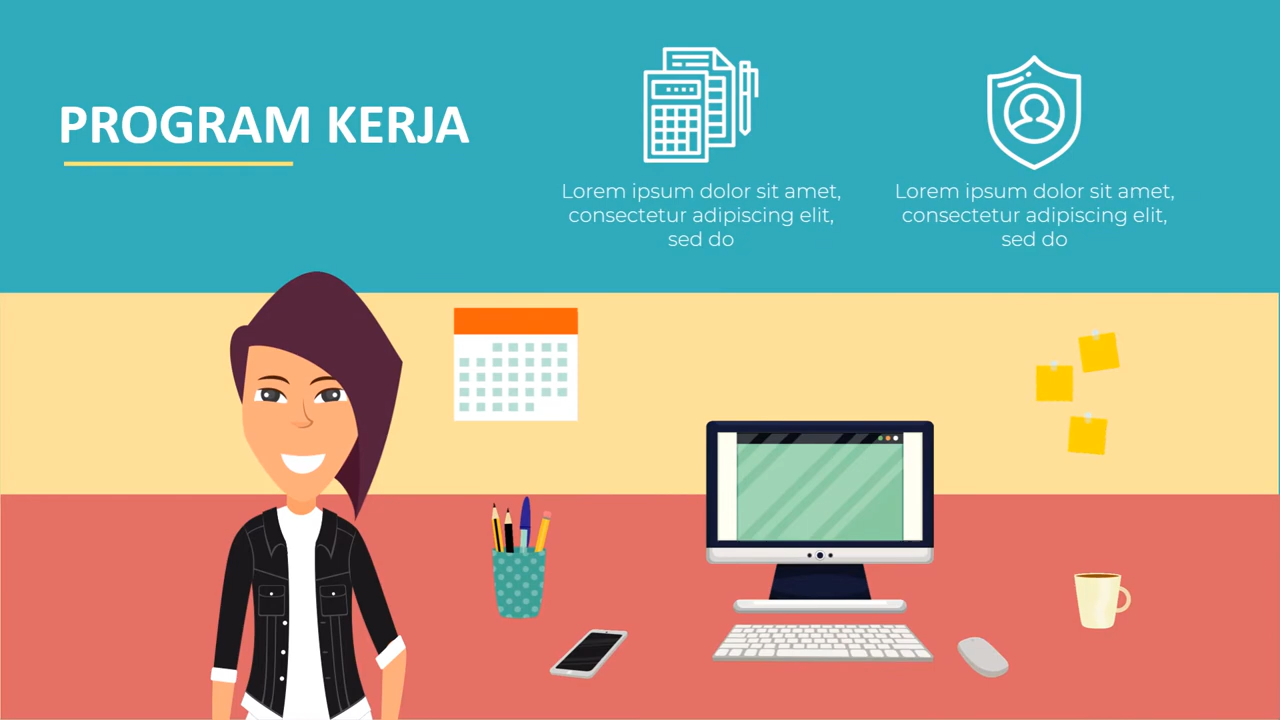 PROGRAM KERJA
Lorem ipsum dolor sit amet,
consectetur adipiscing elit,
sed do
Lorem ipsum dolor sit amet,
consectetur adipiscing elit,
sed do